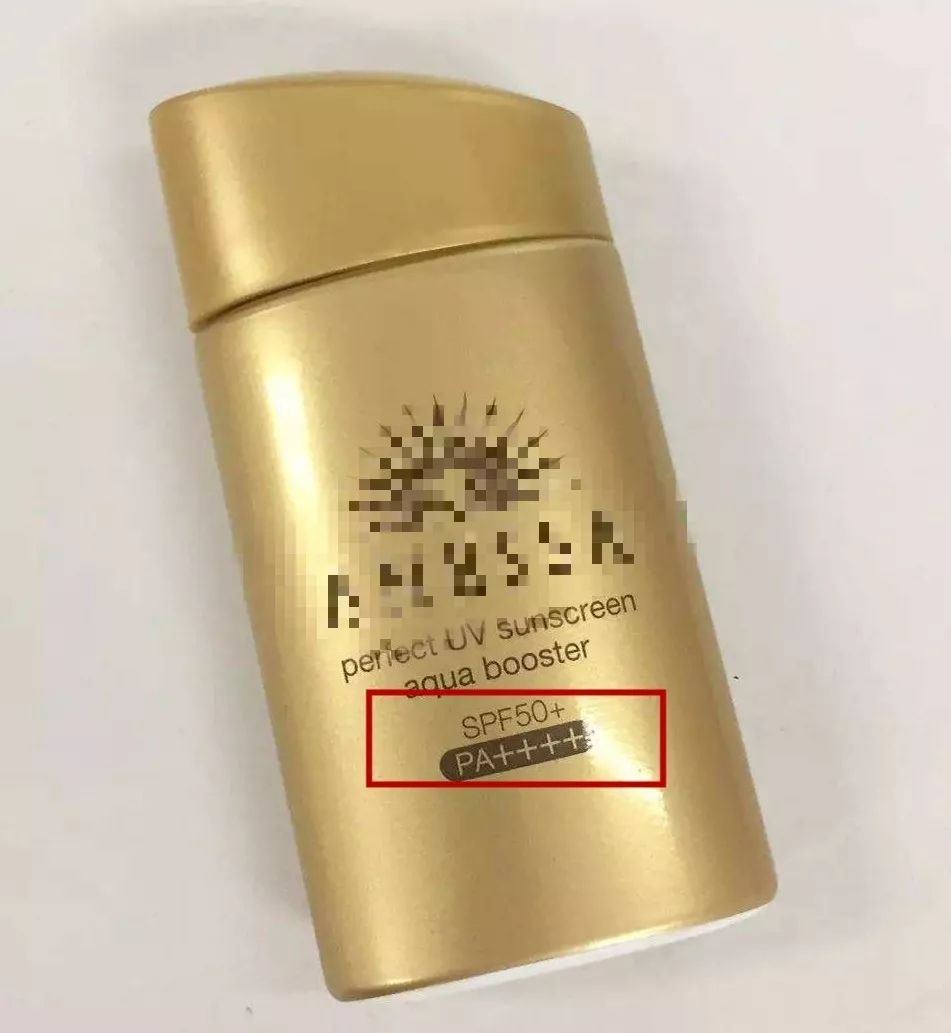 perfect UV sunscreen
aqua booster
SPF50+
PA++++